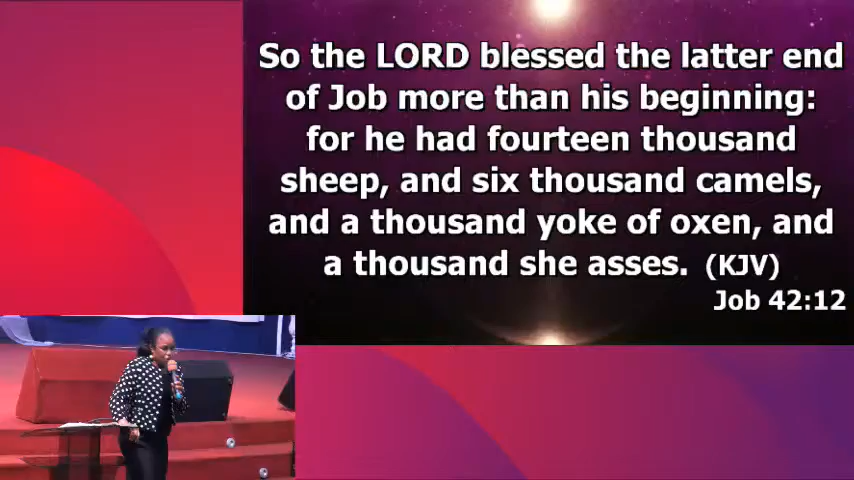 So the LORD blessed the latter end
of Job more than his beginning:
for he had fourteen thousand
sheep, and six thousand camels,
and a thousand yoke of oxen, and
a thousand she asses. (KJV)
Job 42:12